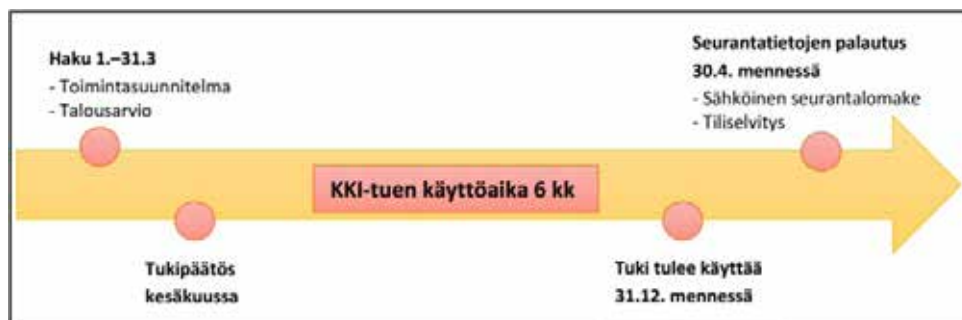 Haku 1.–31.3
- Toimintasuunnitelma
- Talousarvio
Seurantatietojen palautus
30.4. mennessä
- Sähköinen seurantalomake
- Tiliselvitys
KKI-tuen käyttöaika 6 kk
Tukipäätös
kesäkuussa
Tuki tulee käyttää
31.12. mennessä